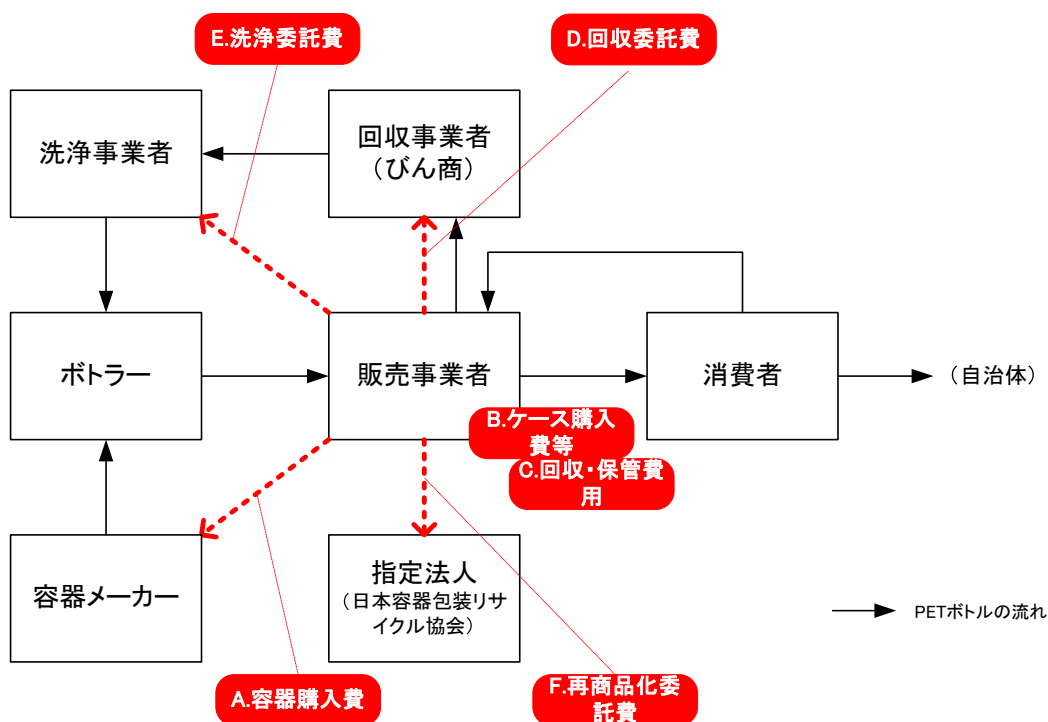 E.洗浄委託費
D.回収委託費
洗浄事業者
回収事業者
（びん商）
ボトラー
販売事業者
消費者
（自治体）
B.ケース購入
費等
C.回収・保管費
用
容器メーカー
指定法人
（日本容器包装リサ
イクル協会）
PETボトルの流れ
A.容器購入費
F.再商品化委
託費